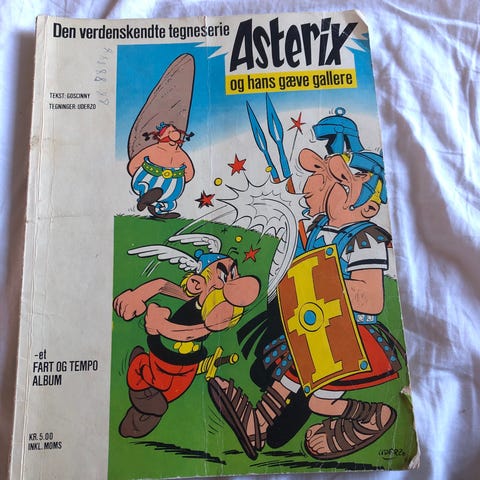 Den verdenskendte tegneserie
Asterix
og hans gæve gallere
TEKST: GOSCINNY
TEGNINGER: UDERZO
-et
FART OG TEMPO
ALBUM
KR. 5.00
INKL. MOMS
UDERZO